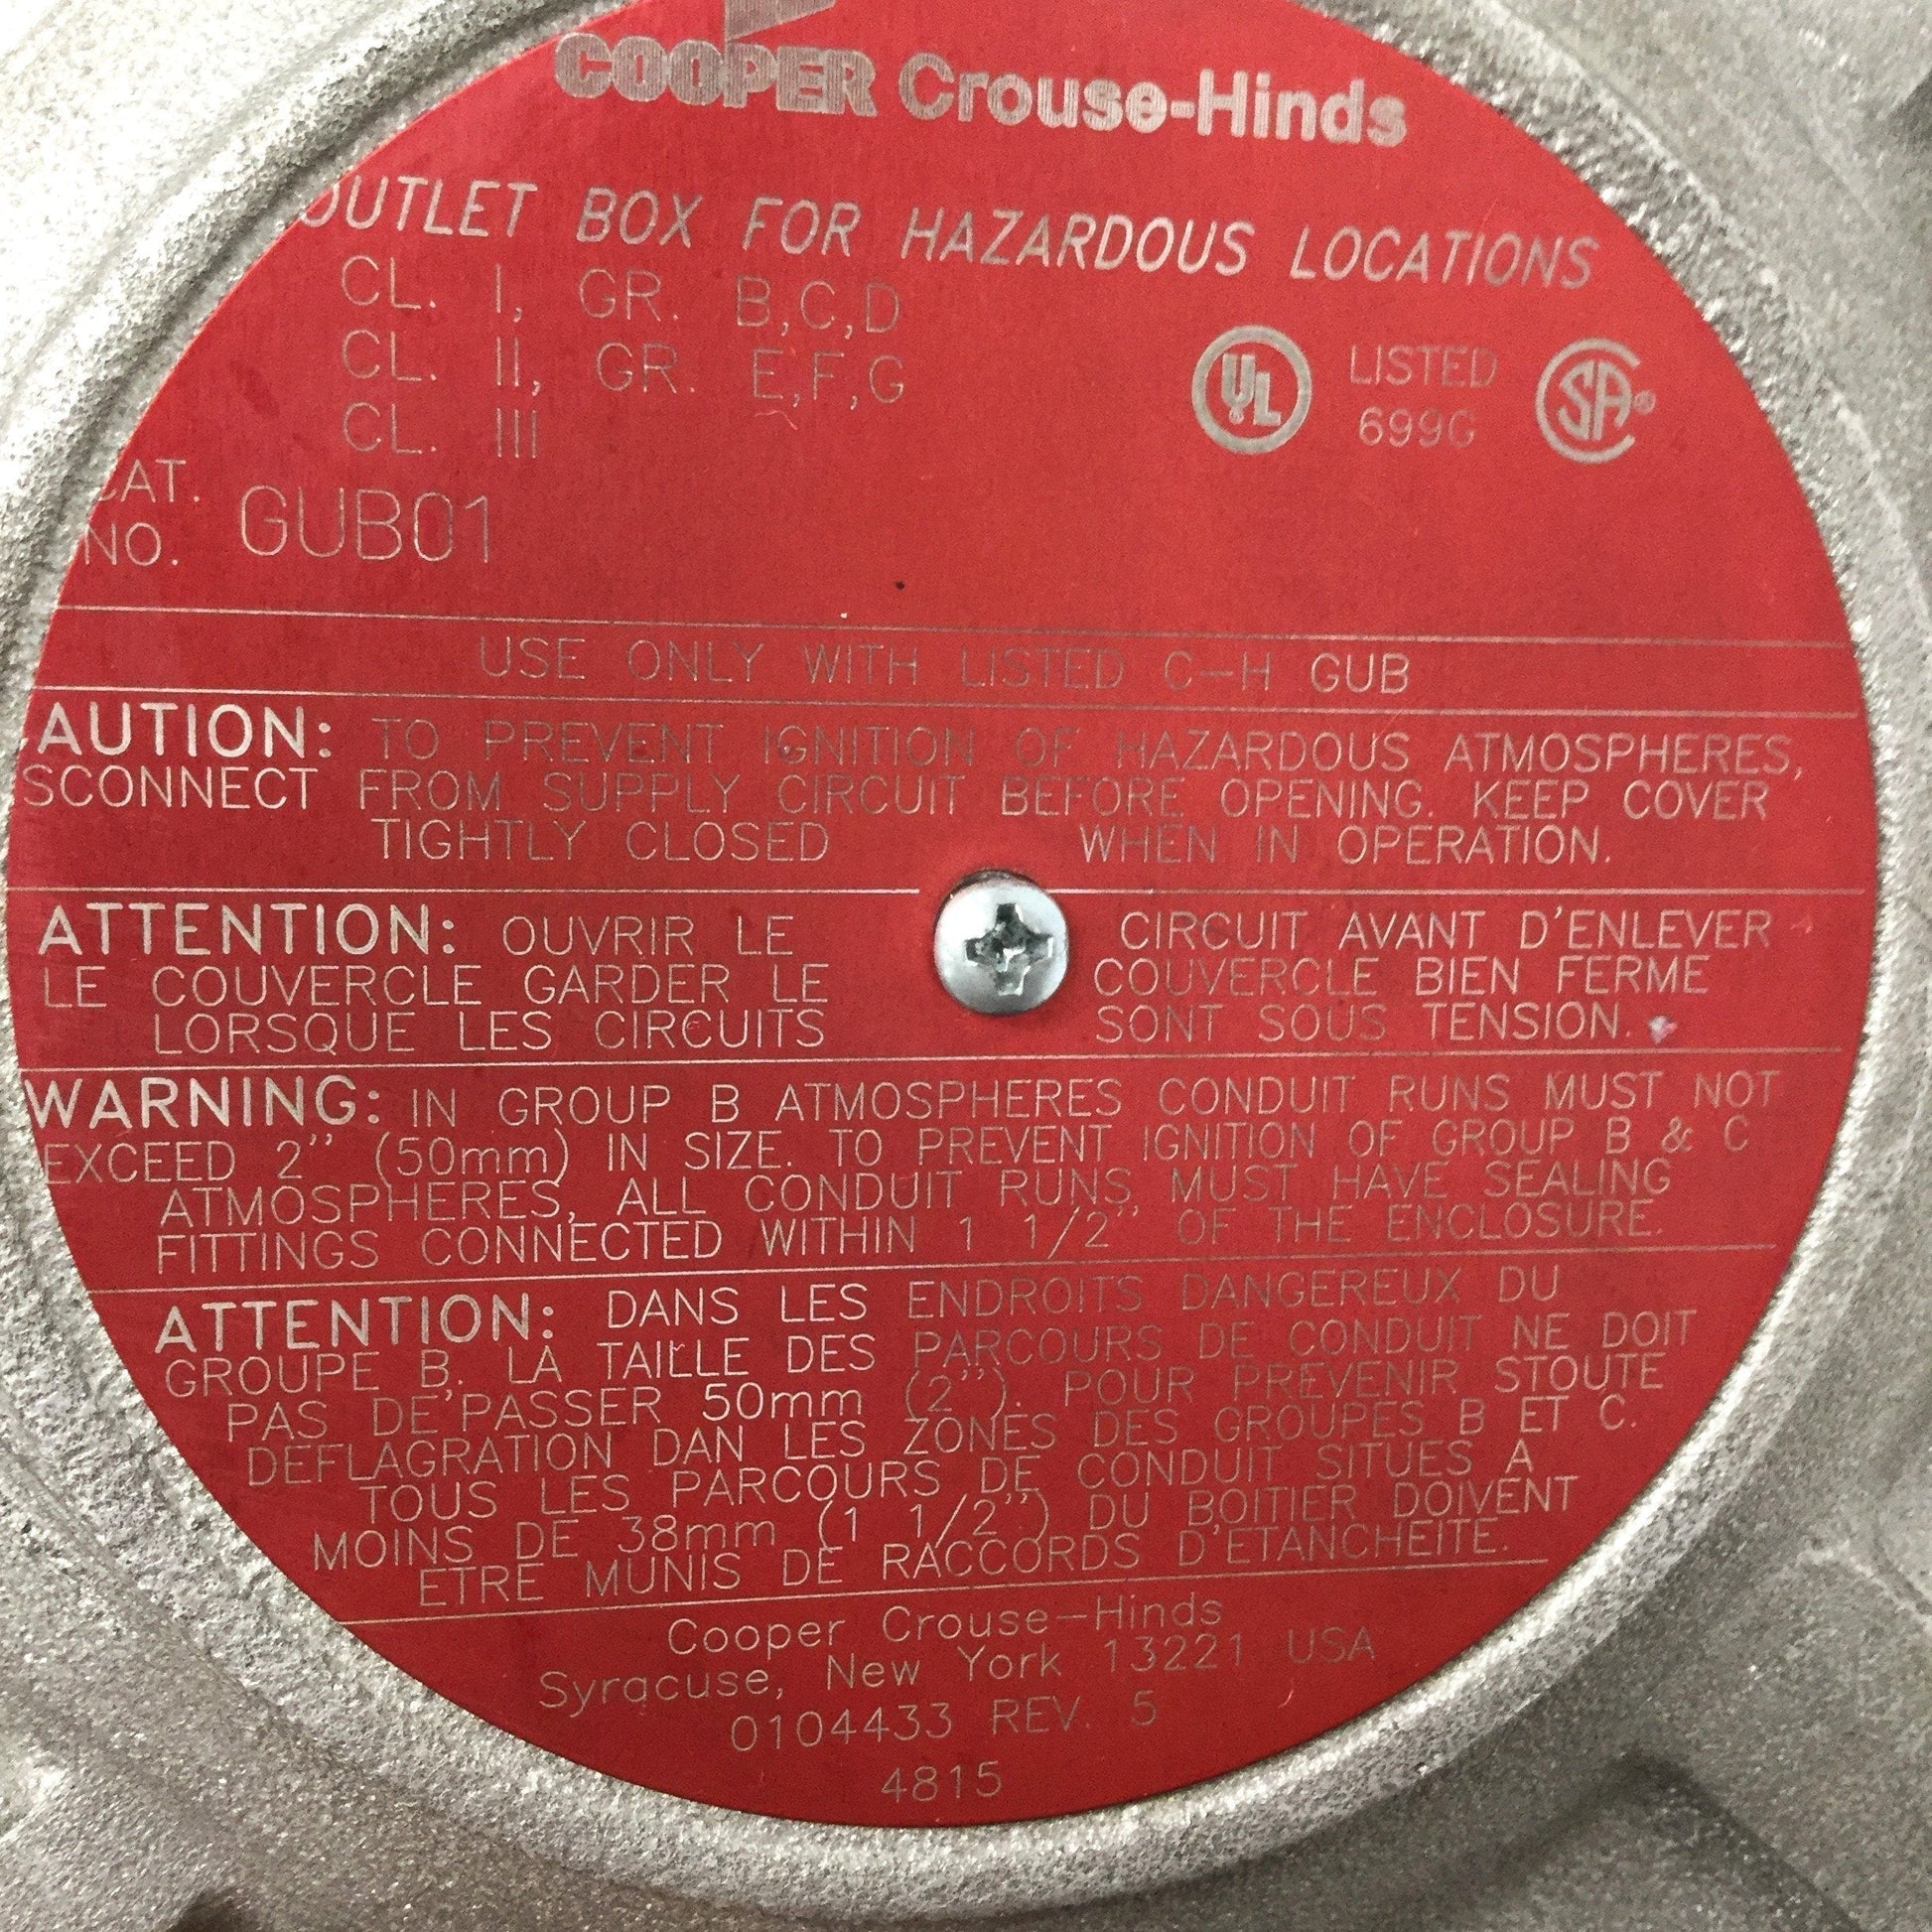 COOPER Crouse-Hinds
OUTLET BOX FOR HAZARDOUS LOCATIONS
CL. I, GR. B,C,D
CL. II, GR. E,F,G
CL. III
UL LISTED 699G SA®
CAT. NO. GUB01
USE ONLY WITH LISTED C-H GUB
AUTION: TO PREVENT IGNITION OF HAZARDOUS ATMOSPHERES,
SCONNECT FROM SUPPLY CIRCUIT BEFORE OPENING. KEEP COVER
TIGHTLY CLOSED WHEN IN OPERATION.
ATTENTION: OUVRIR LE CIRCUIT AVANT D'ENLEVER
LE COUVERCLE GARDER LE COUVERCLE BIEN FERME
LORSQUE LES CIRCUITS SONT SOUS TENSION.
WARNING: IN GROUP B ATMOSPHERES CONDUIT RUNS MUST NOT
EXCEED 2" (50mm) IN SIZE. TO PREVENT IGNITION OF GROUP B & C
ATMOSPHERES, ALL CONDUIT RUNS MUST HAVE SEALING
FITTINGS CONNECTED WITHIN 1 1/2" OF THE ENCLOSURE.
ATTENTION: DANS LES ENDROITS DANGEREUX DU
GROUPE B. LA TAILLE DES PARCOURS DE CONDUIT NE DOIT
PAS DE'PASSER 50mm (2"). POUR PREVENIR STOUTE
DEFLAGRATION DAN LES ZONES DES GROUPES B ET C.
TOUS LES PARCOURS DE CONDUIT SITUES A
MOINS DE 38mm (1 1/2") DU BOITIER DOIVENT
ETRE MUNIS DE RACCORDS D'ETANCHEITE.
Cooper Crouse-Hinds
Syracuse, New York 13221 USA
0104433 REV. 5
4815